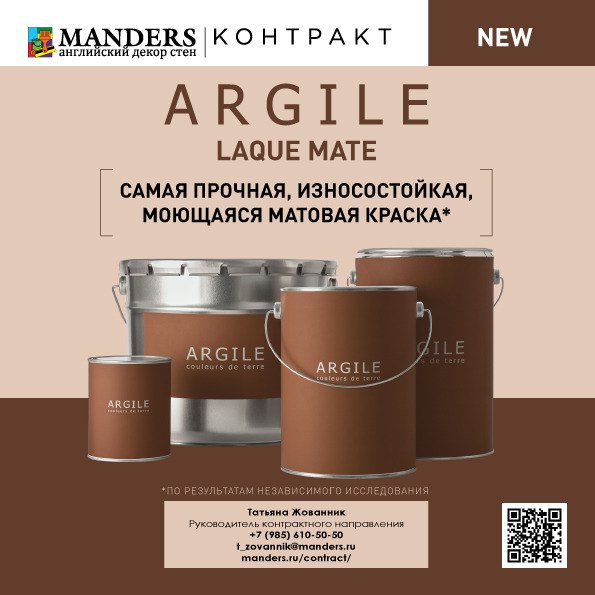 MANDERS
английский декор стен
КОНТРАКТ
NEW
ARGILE
LAQUE MATE
САМАЯ ПРОЧНАЯ, ИЗНОСОСТОЙКАЯ,
МОЮЩАЯСЯ МАТОВАЯ КРАСКА*
ARGILE
couleurs de terre
ARGILE
couleurs de terre
ARGILE
couleurs de terre
ARGILE
*ПО РЕЗУЛЬТАТАМ НЕЗАВИСИМОГО ИССЛЕДОВАНИЯ
Татьяна Жованник
Руководитель контрактного направления
+7 (985) 610-50-50
t_zovannik@manders.ru
manders.ru/contract/